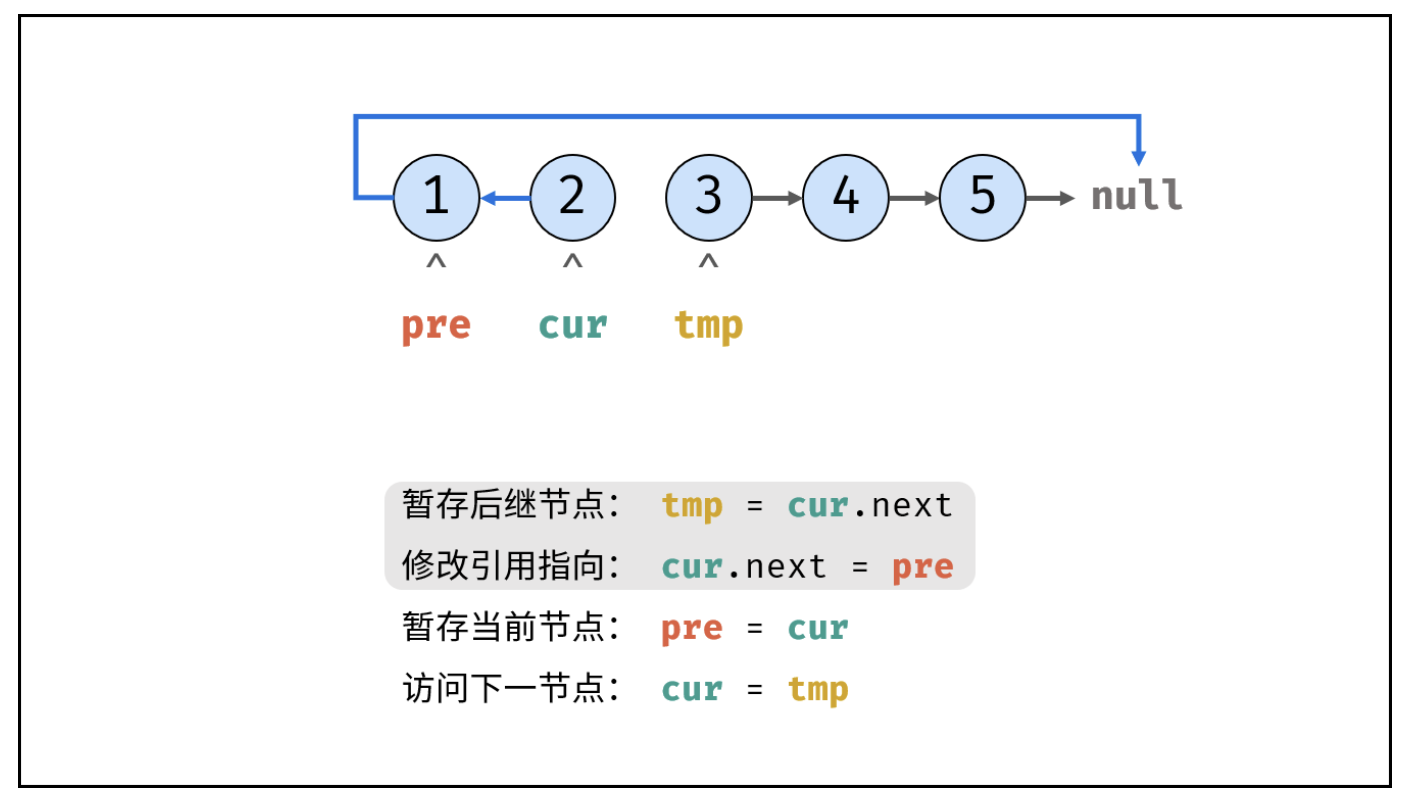 1 2 3 4 5 null
^ ^ ^
pre cur tmp
暂存后继节点： tmp = cur.next
修改引用指向： cur.next = pre
暂存当前节点： pre = cur
访问下一节点： cur = tmp